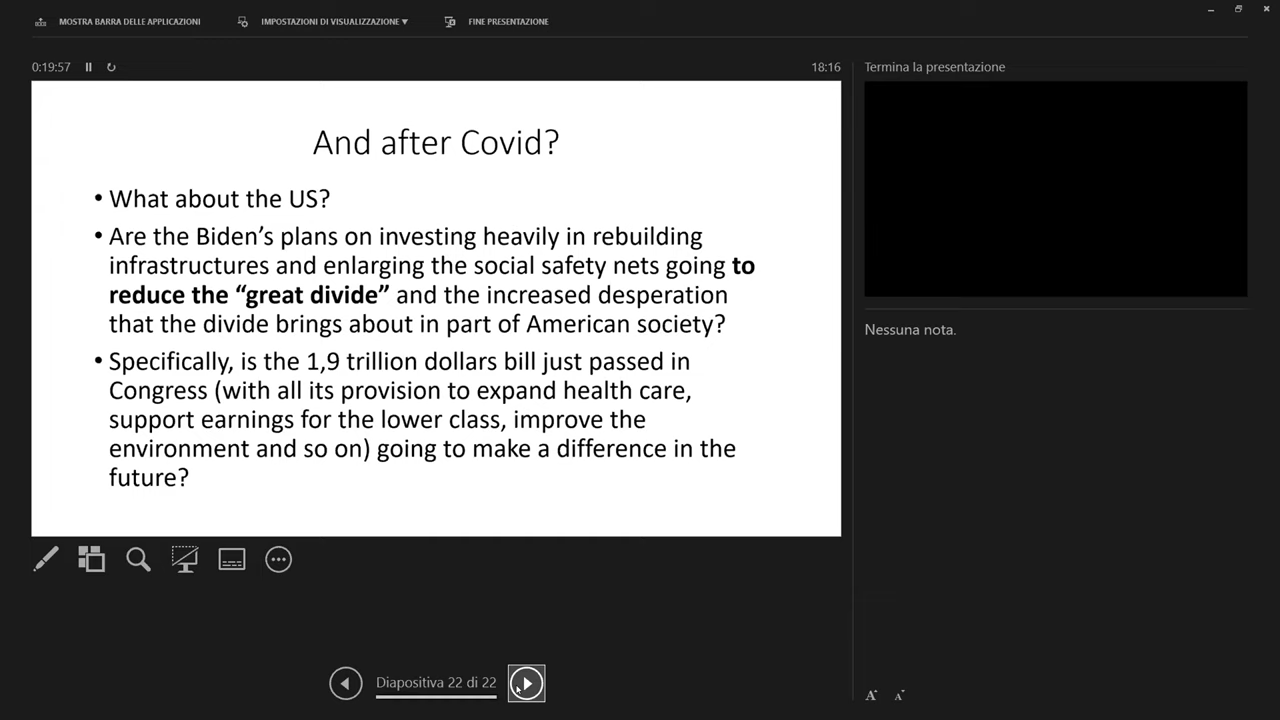 MOSTRA BARRA DELLE APPLICAZIONI IMPOSTAZIONI DI VISUALIZZAZIONE ▼ FINE PRESENTAZIONE
0:19:57 18:16 Termina la presentazione
And after Covid?
• What about the US?
• Are the Biden’s plans on investing heavily in rebuilding
infrastructures and enlarging the social safety nets going to
reduce the “great divide” and the increased desperation
that the divide brings about in part of American society?
• Specifically, is the 1,9 trillion dollars bill just passed in
Congress (with all its provision to expand health care,
support earnings for the lower class, improve the
environment and so on) going to make a difference in the
future?
Nessuna nota.
Diapositiva 22 di 22
A A